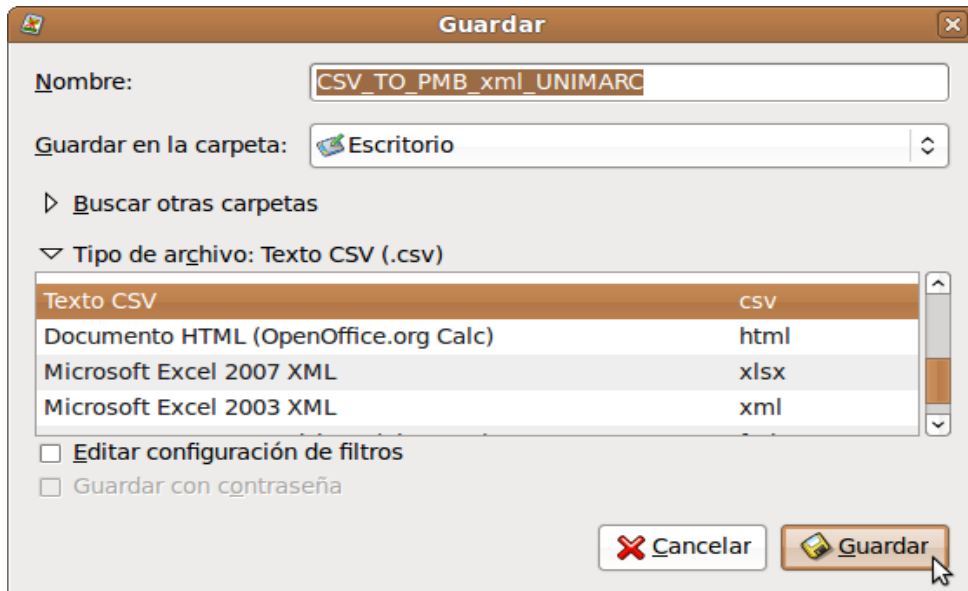 Guardar
Nombre: CSV_TO_PMB_xml_UNIMARC
Guardar en la carpeta: Escritorio
Buscar otras carpetas
Tipo de archivo: Texto CSV (.csv)
Texto CSV csv
Documento HTML (OpenOffice.org Calc) html
Microsoft Excel 2007 XML xlsx
Microsoft Excel 2003 XML xml
Editar configuración de filtros
Guardar con contraseña
Cancelar Guardar